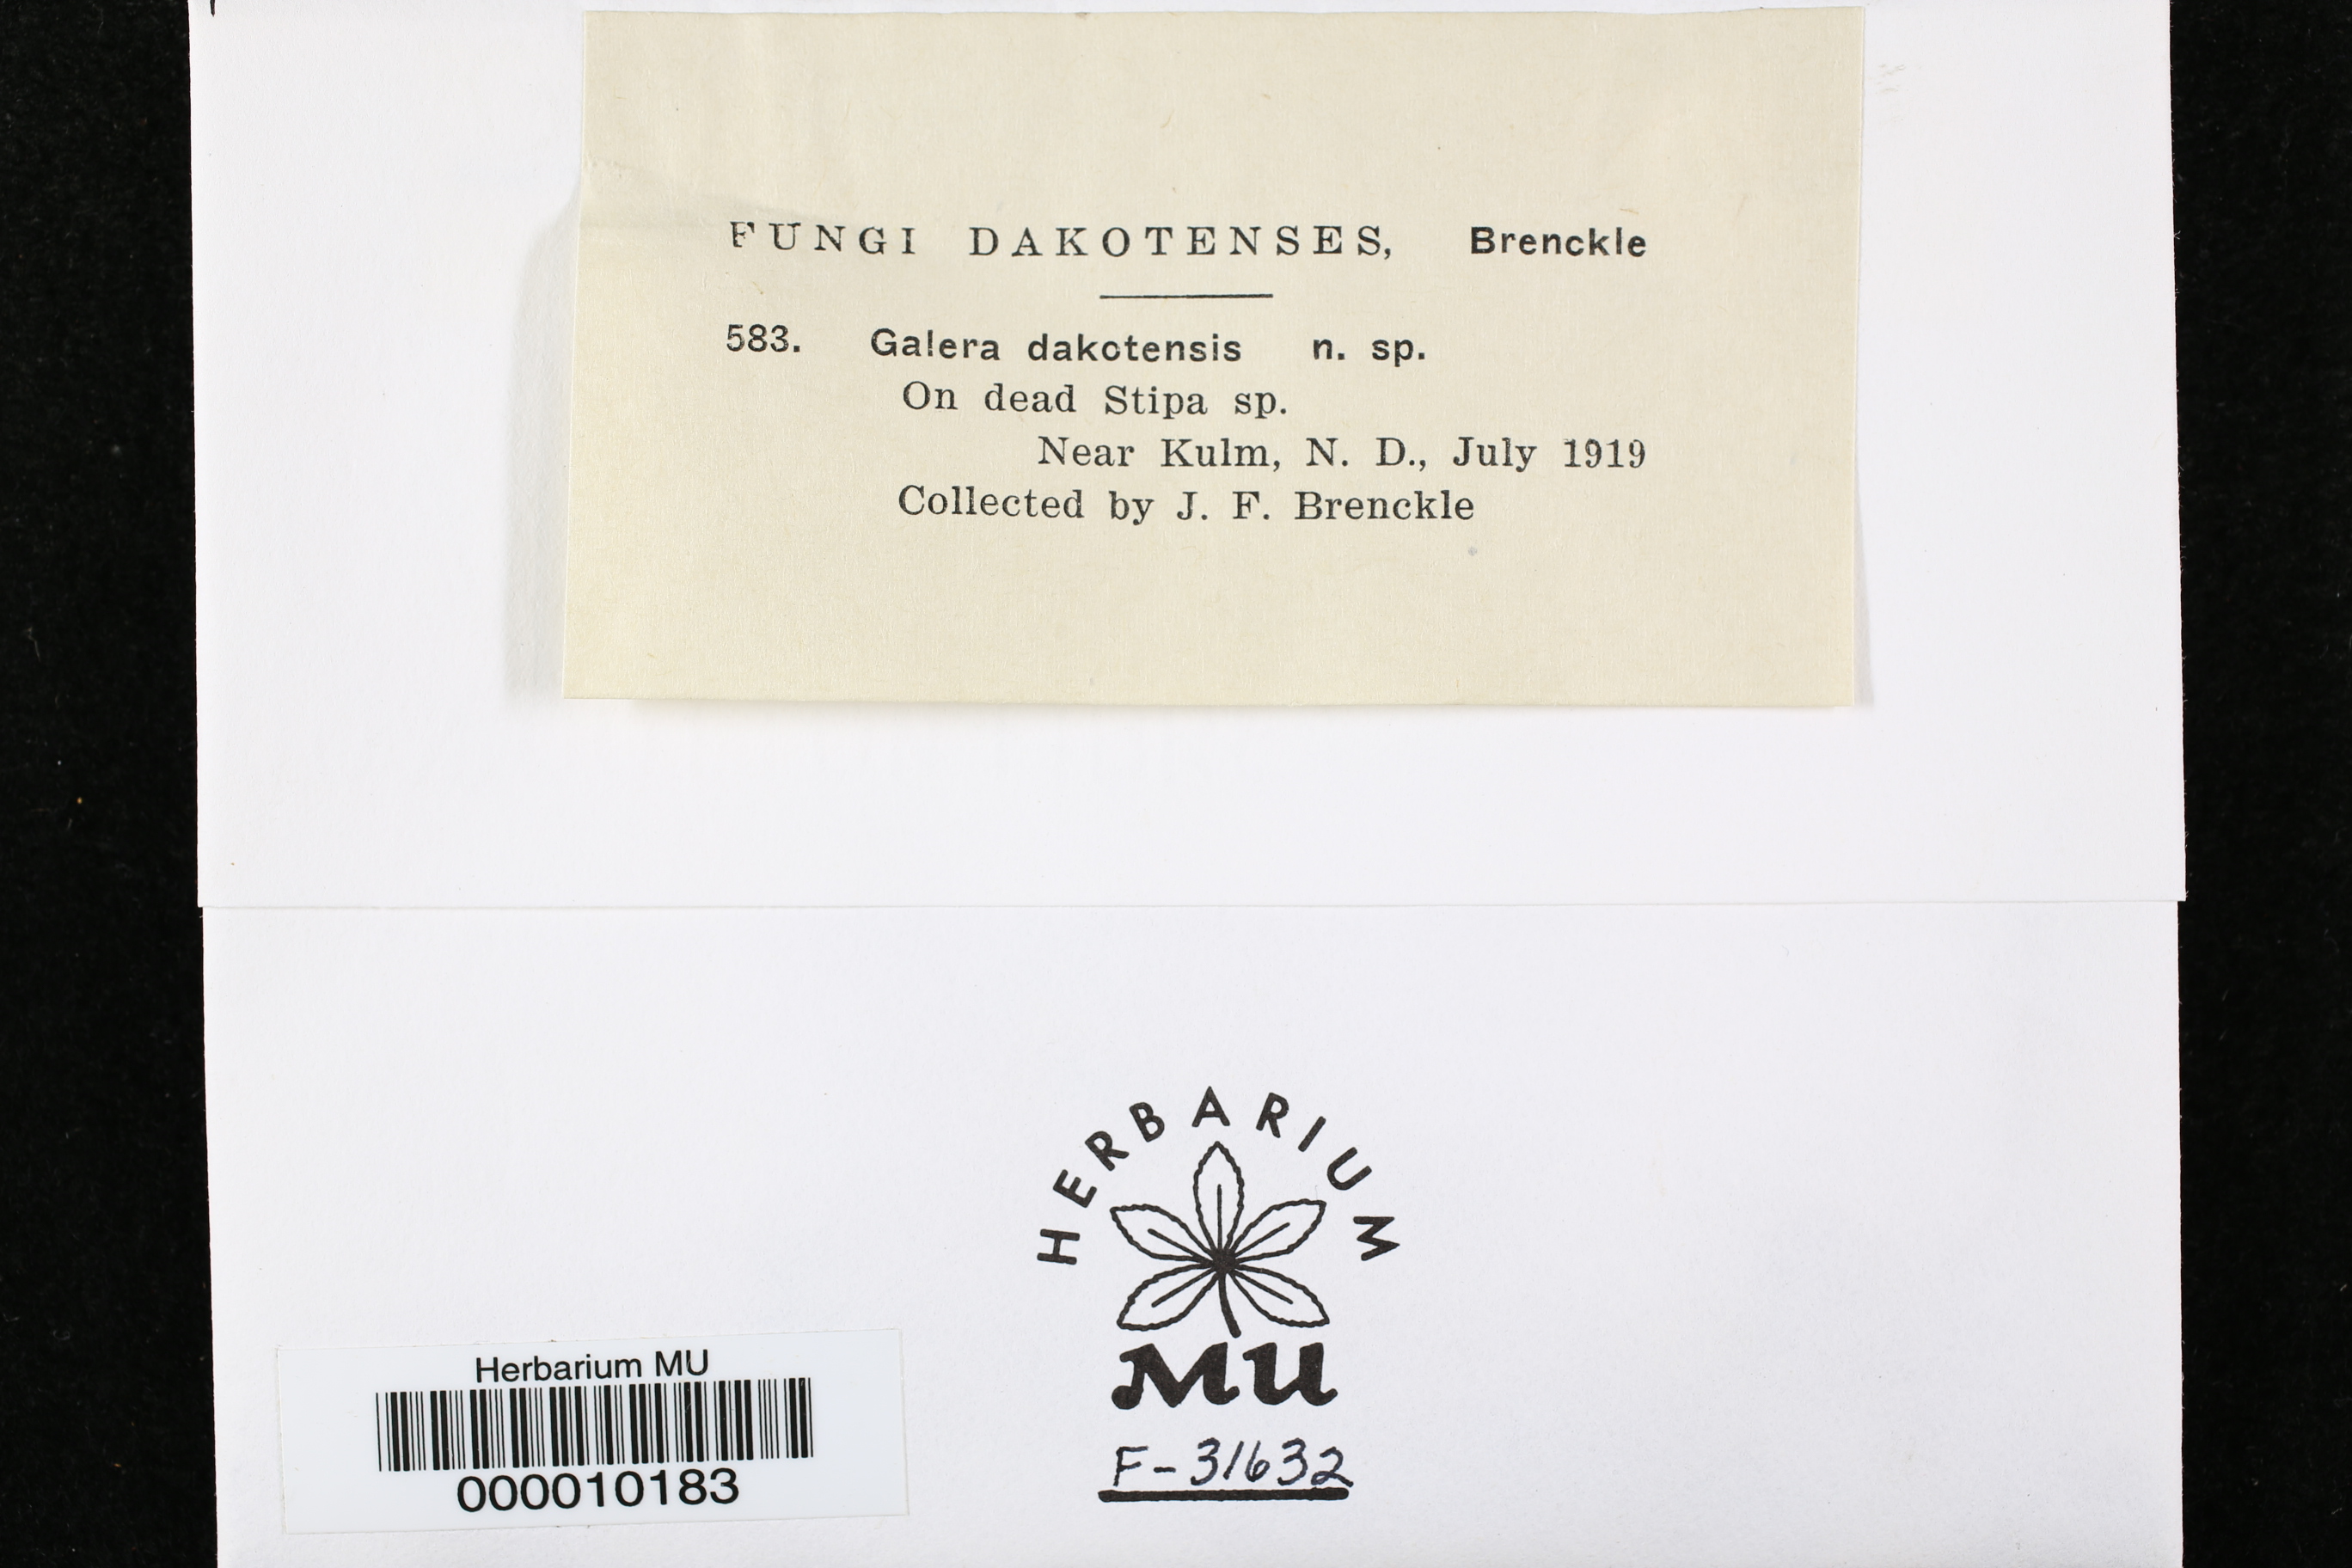 FUNGI DAKOTENSES, Brenckle
583. Galera dakotensis n. sp.
On dead Stipa sp.
Near Kulm, N. D., July 1919
Collected by J. F. Brenckle
HERBARIUM
MU
F-31632
Herbarium MU
000010183